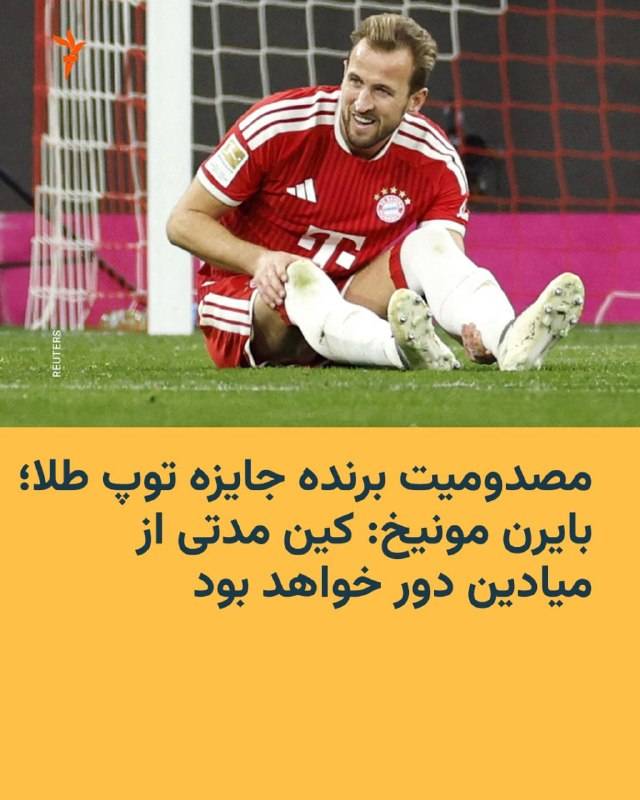 REUTERS
مصدومیت برنده جایزه توپ طلا؛
بایرن مونیخ: کین مدتی از
میادین دور خواهد بود